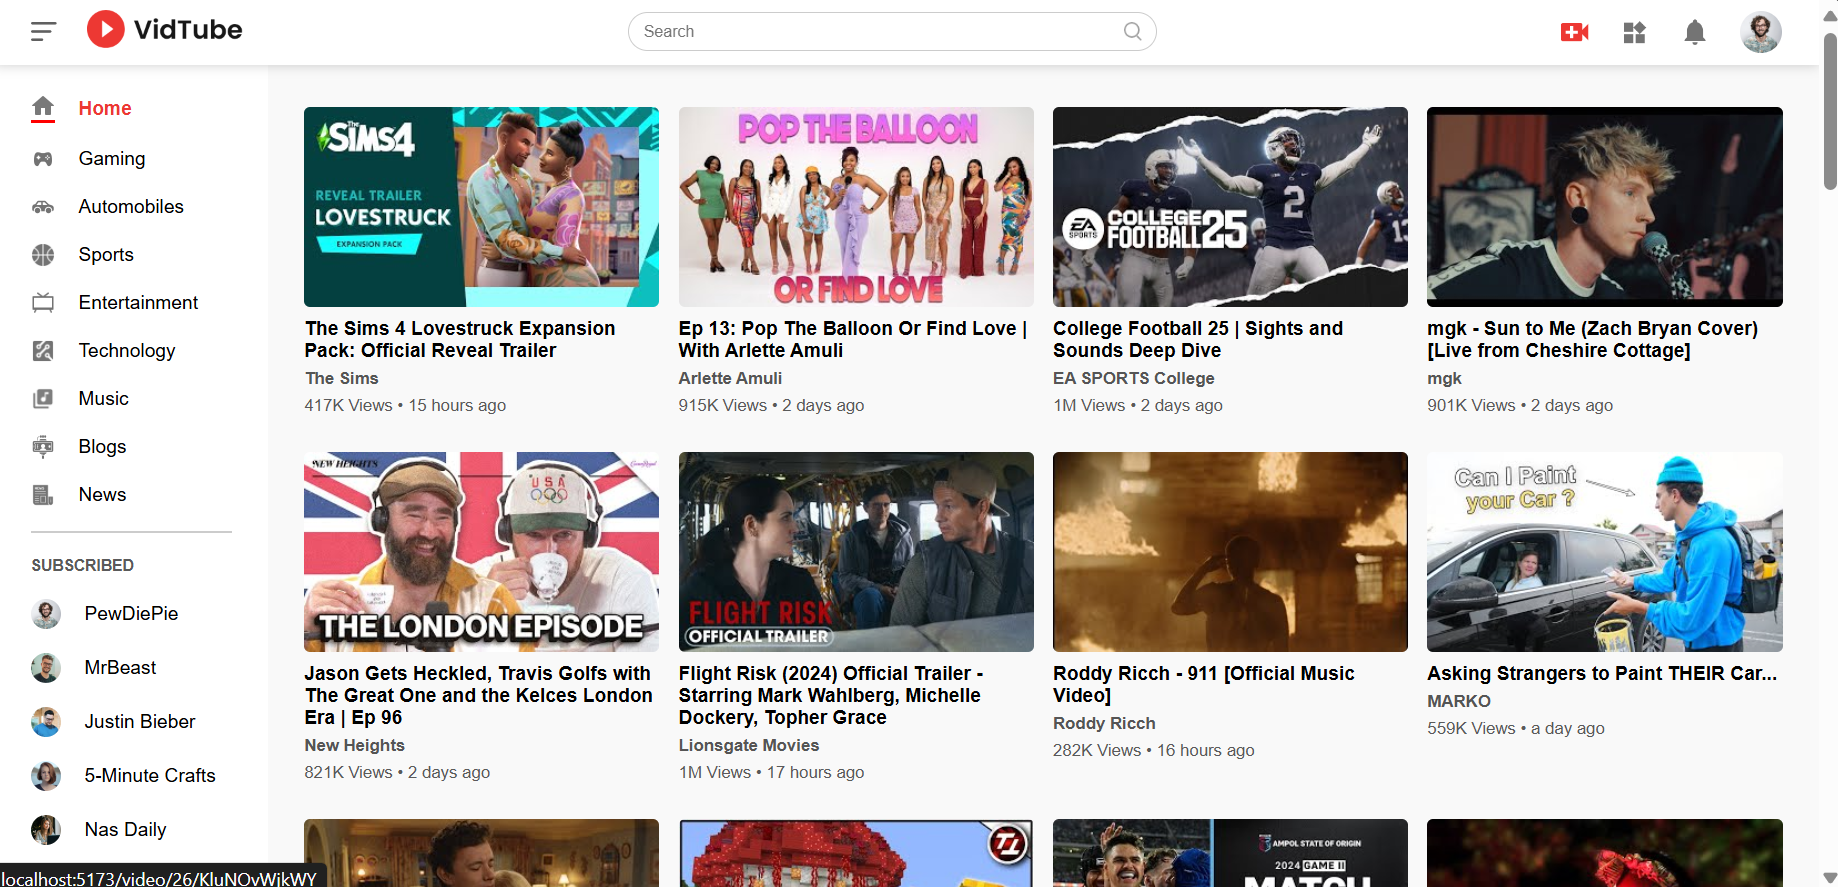 VidTube
Search
Home
Gaming
Automobiles
Sports
Entertainment
Technology
Music
Blogs
News
SUBSCRIBED
PewDiePie
MrBeast
Justin Bieber
5-Minute Crafts
Nas Daily
The SIMS4
REVEAL TRAILER
LOVESTRUCK
EXPANSION PACK
The Sims 4 Lovestruck Expansion
Pack: Official Reveal Trailer
The Sims
417K Views • 15 hours ago
POP THE BALLOON
OR FIND LOVE
Ep 13: Pop The Balloon Or Find Love |
With Arlette Amuli
Arlette Amuli
915K Views • 2 days ago
2
13
EA
SPORTS
COLLEGE
FOOTBALL 25
College Football 25 | Sights and
Sounds Deep Dive
EA SPORTS College
1M Views • 2 days ago
mgk - Sun to Me (Zach Bryan Cover)
[Live from Cheshire Cottage]
mgk
901K Views • 2 days ago
NEW HEIGHTS
USA
THE LONDON EPISODE
Jason Gets Heckled, Travis Golfs with
The Great One and the Kelces London
Era | Ep 96
New Heights
821K Views • 2 days ago
FLIGHT RISK
OFFICIAL TRAILER
Flight Risk (2024) Official Trailer -
Starring Mark Wahlberg, Michelle
Dockery, Topher Grace
Lionsgate Movies
1M Views • 17 hours ago
Roddy Ricch - 911 [Official Music
Video]
Roddy Ricch
282K Views • 16 hours ago
Can I Paint
your Car ?
Asking Strangers to Paint THEIR Car...
MARKO
559K Views • a day ago
AMPOL STATE OF ORIGIN
2024 GAME II
MATCH
localhost:5173/video/26/KluNOvWjkWY